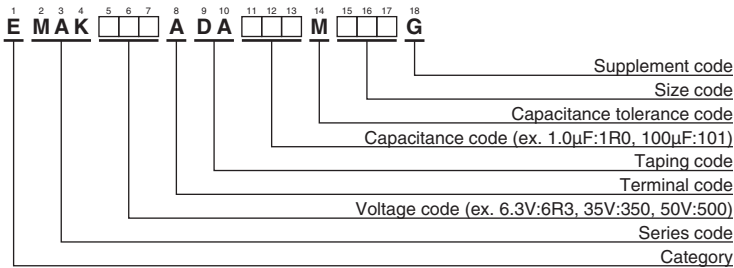 1 2 3 4 5 6 7 8 9 10 11 12 13 14 15 16 17 18
E M A K A D A M G
Supplement code
Size code
Capacitance tolerance code
Capacitance code (ex. 1.0μF:1R0, 100μF:101)
Taping code
Terminal code
Voltage code (ex. 6.3V:6R3, 35V:350, 50V:500)
Series code
Category